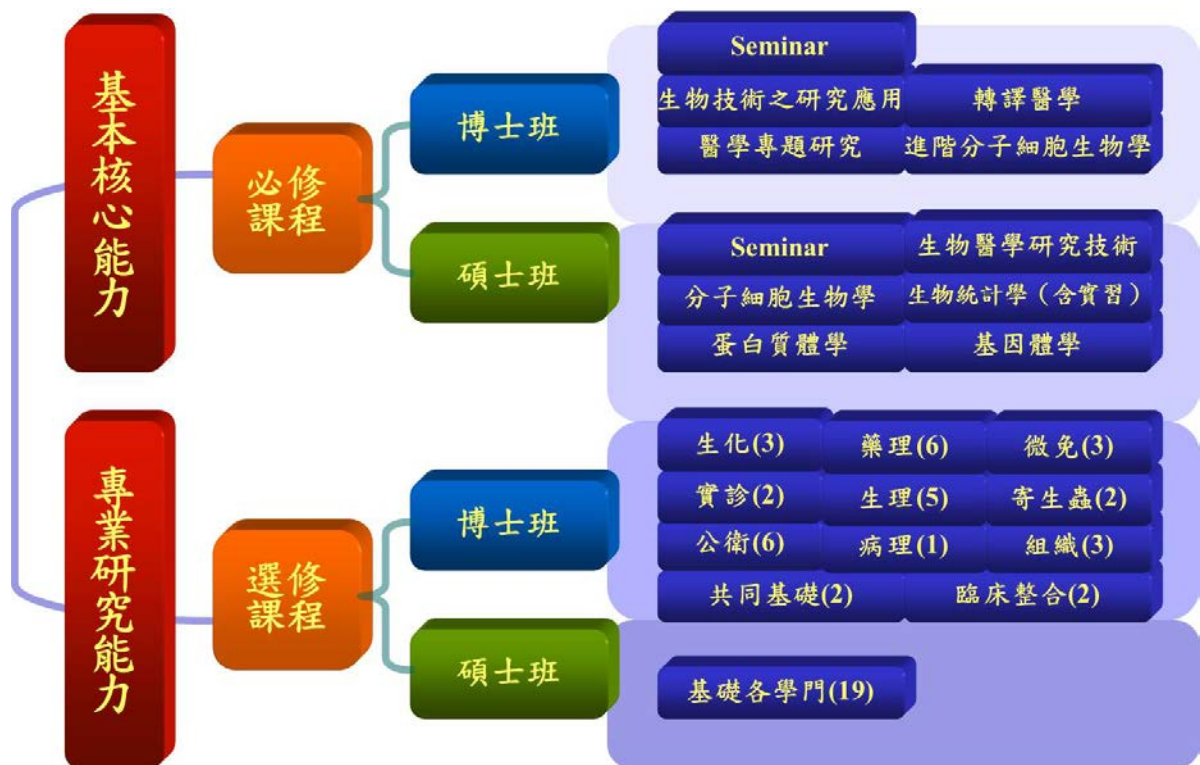 基本核心能力
必修
課程
博士班
Seminar
生物技術之研究應用
轉譯醫學
醫學專題研究
進階分子細胞生物學
碩士班
Seminar
生物醫學研究技術
分子細胞生物學
生物統計學（含實習）
蛋白質體學
基因體學
專業研究能力
選修
課程
博士班
生化(3)
藥理(6)
微免(3)
實診(2)
生理(5)
寄生蟲(2)
公衛(6)
病理(1)
組織(3)
共同基礎(2)
臨床整合(2)
碩士班
基礎各學門(19)